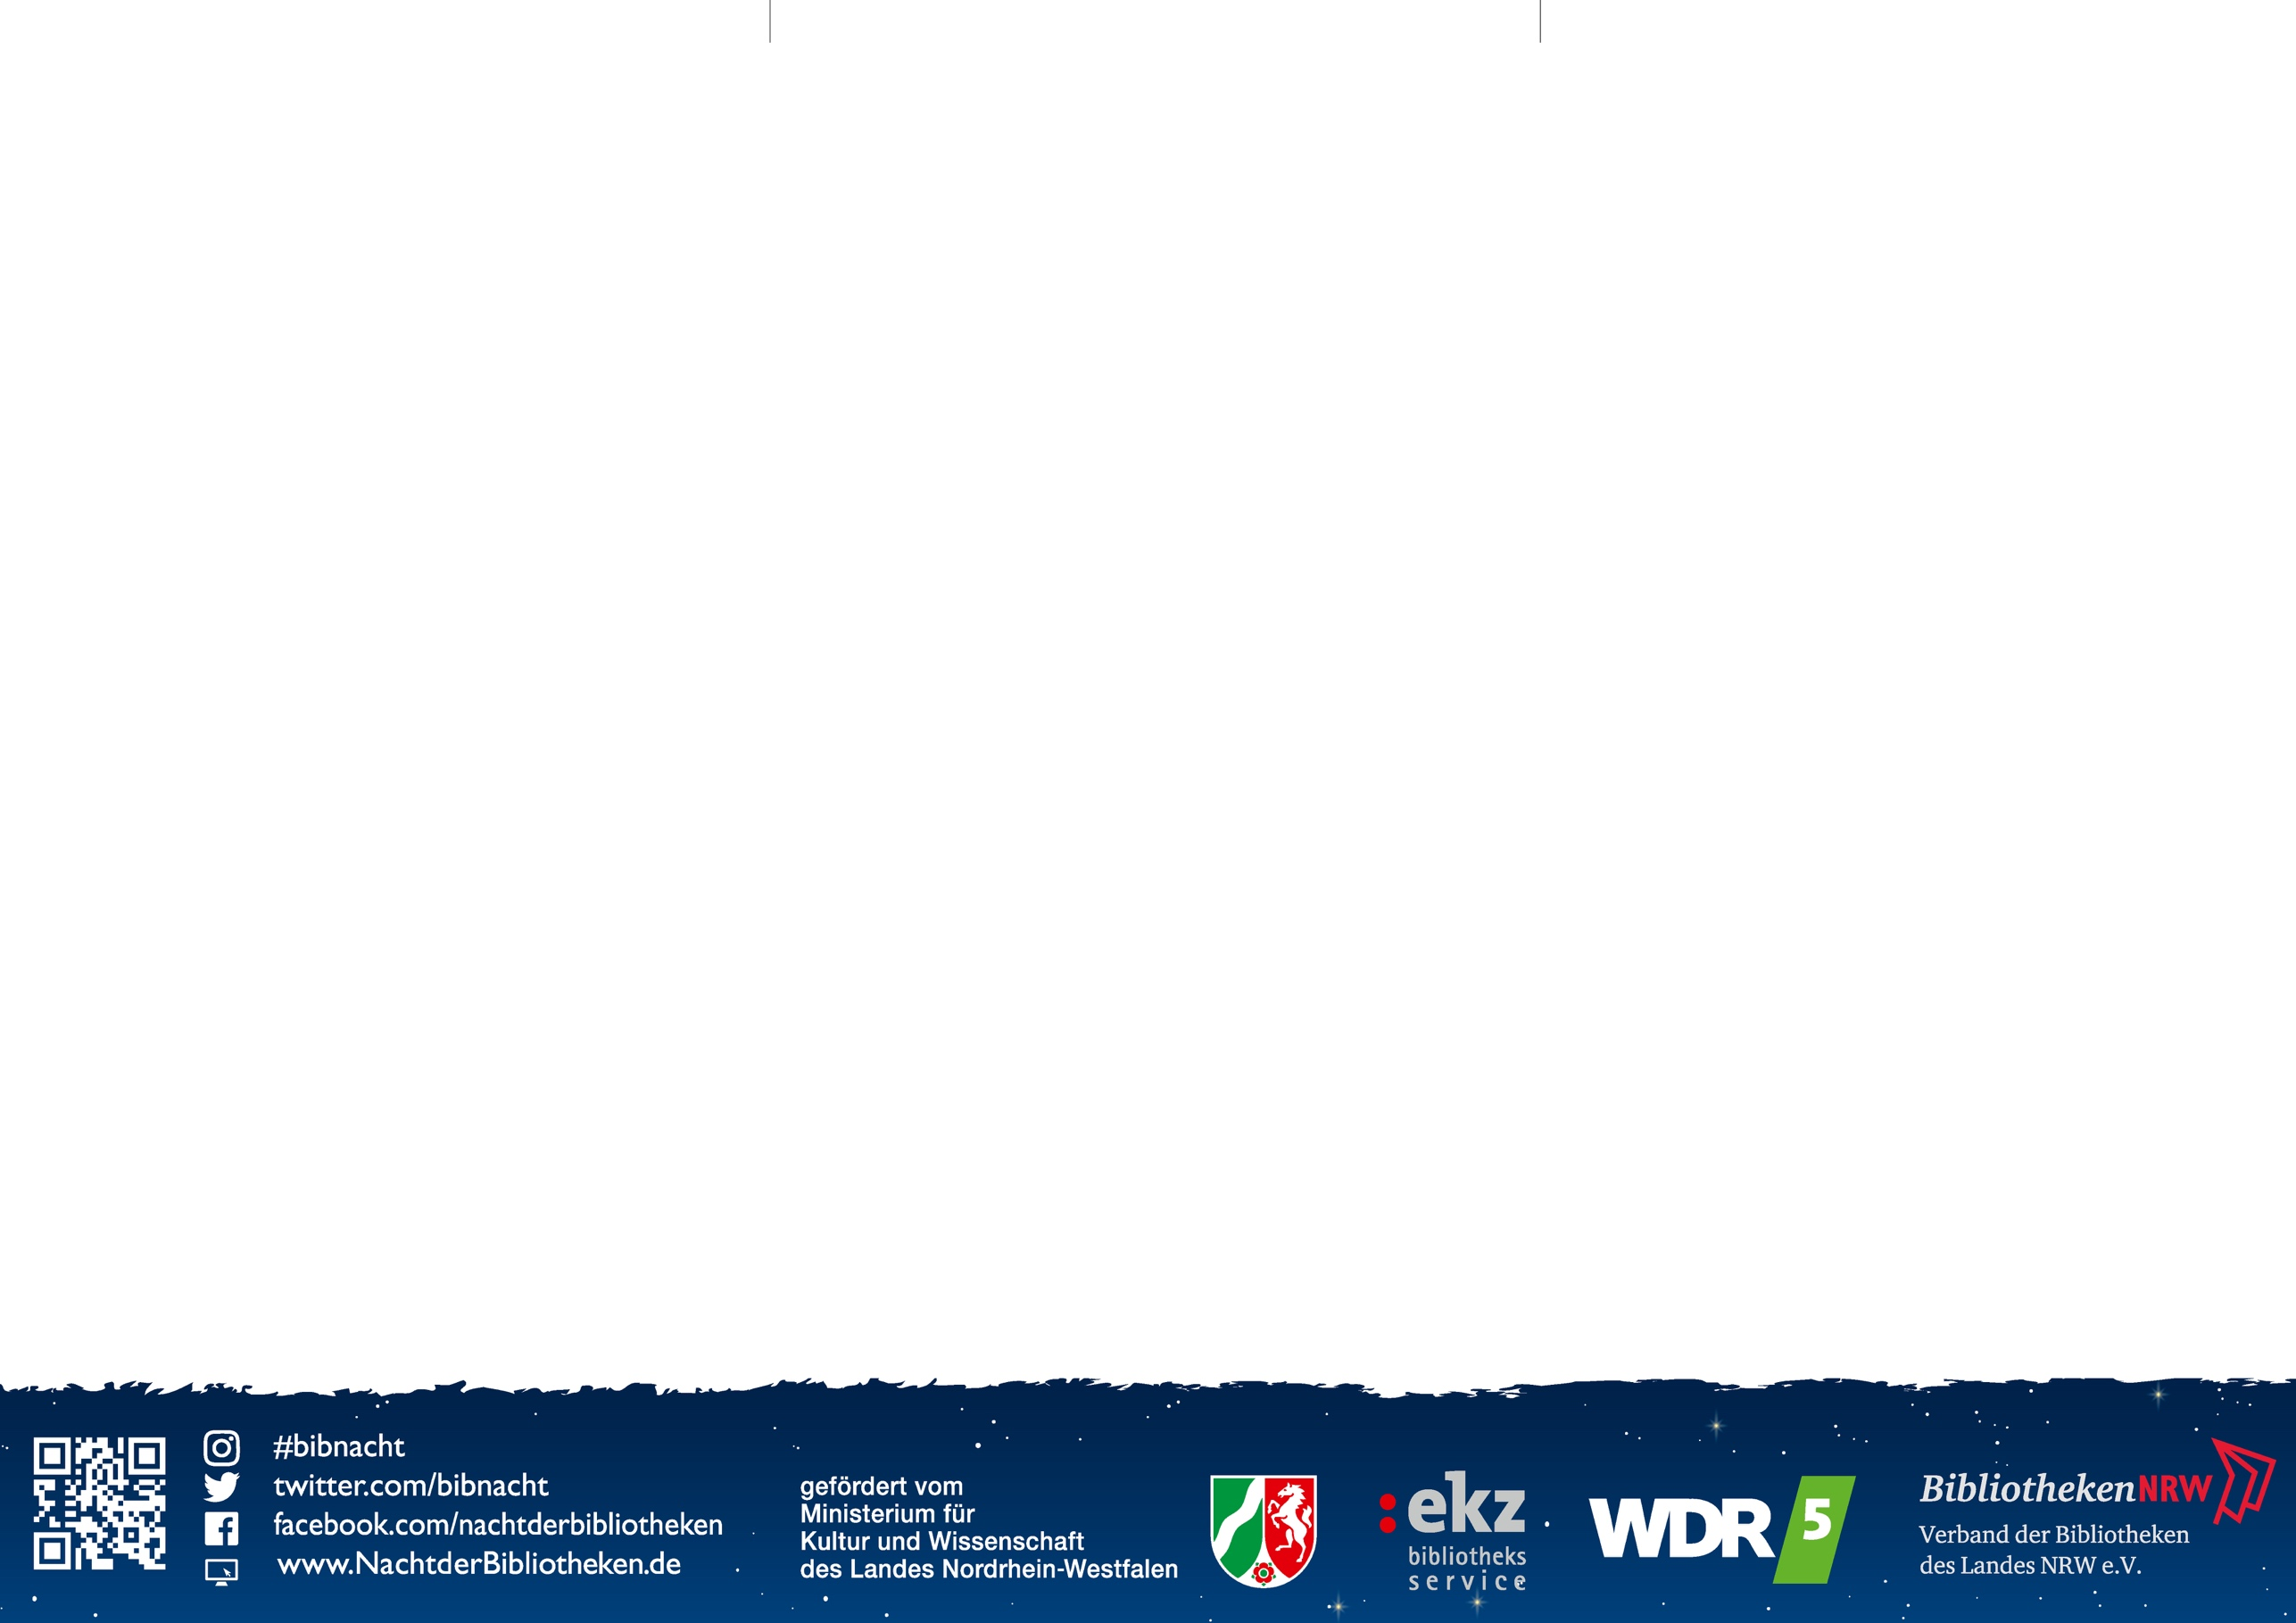 #bibnacht
twitter.com/bibnacht
facebook.com/nachtderbibliotheken
www.NachtderBibliotheken.de
gefördert vom
Ministerium für
Kultur und Wissenschaft
des Landes Nordrhein-Westfalen
:ekz
bibliotheks
service
WDR 5
BibliothekenNRW
Verband der Bibliotheken
des Landes NRW e.V.